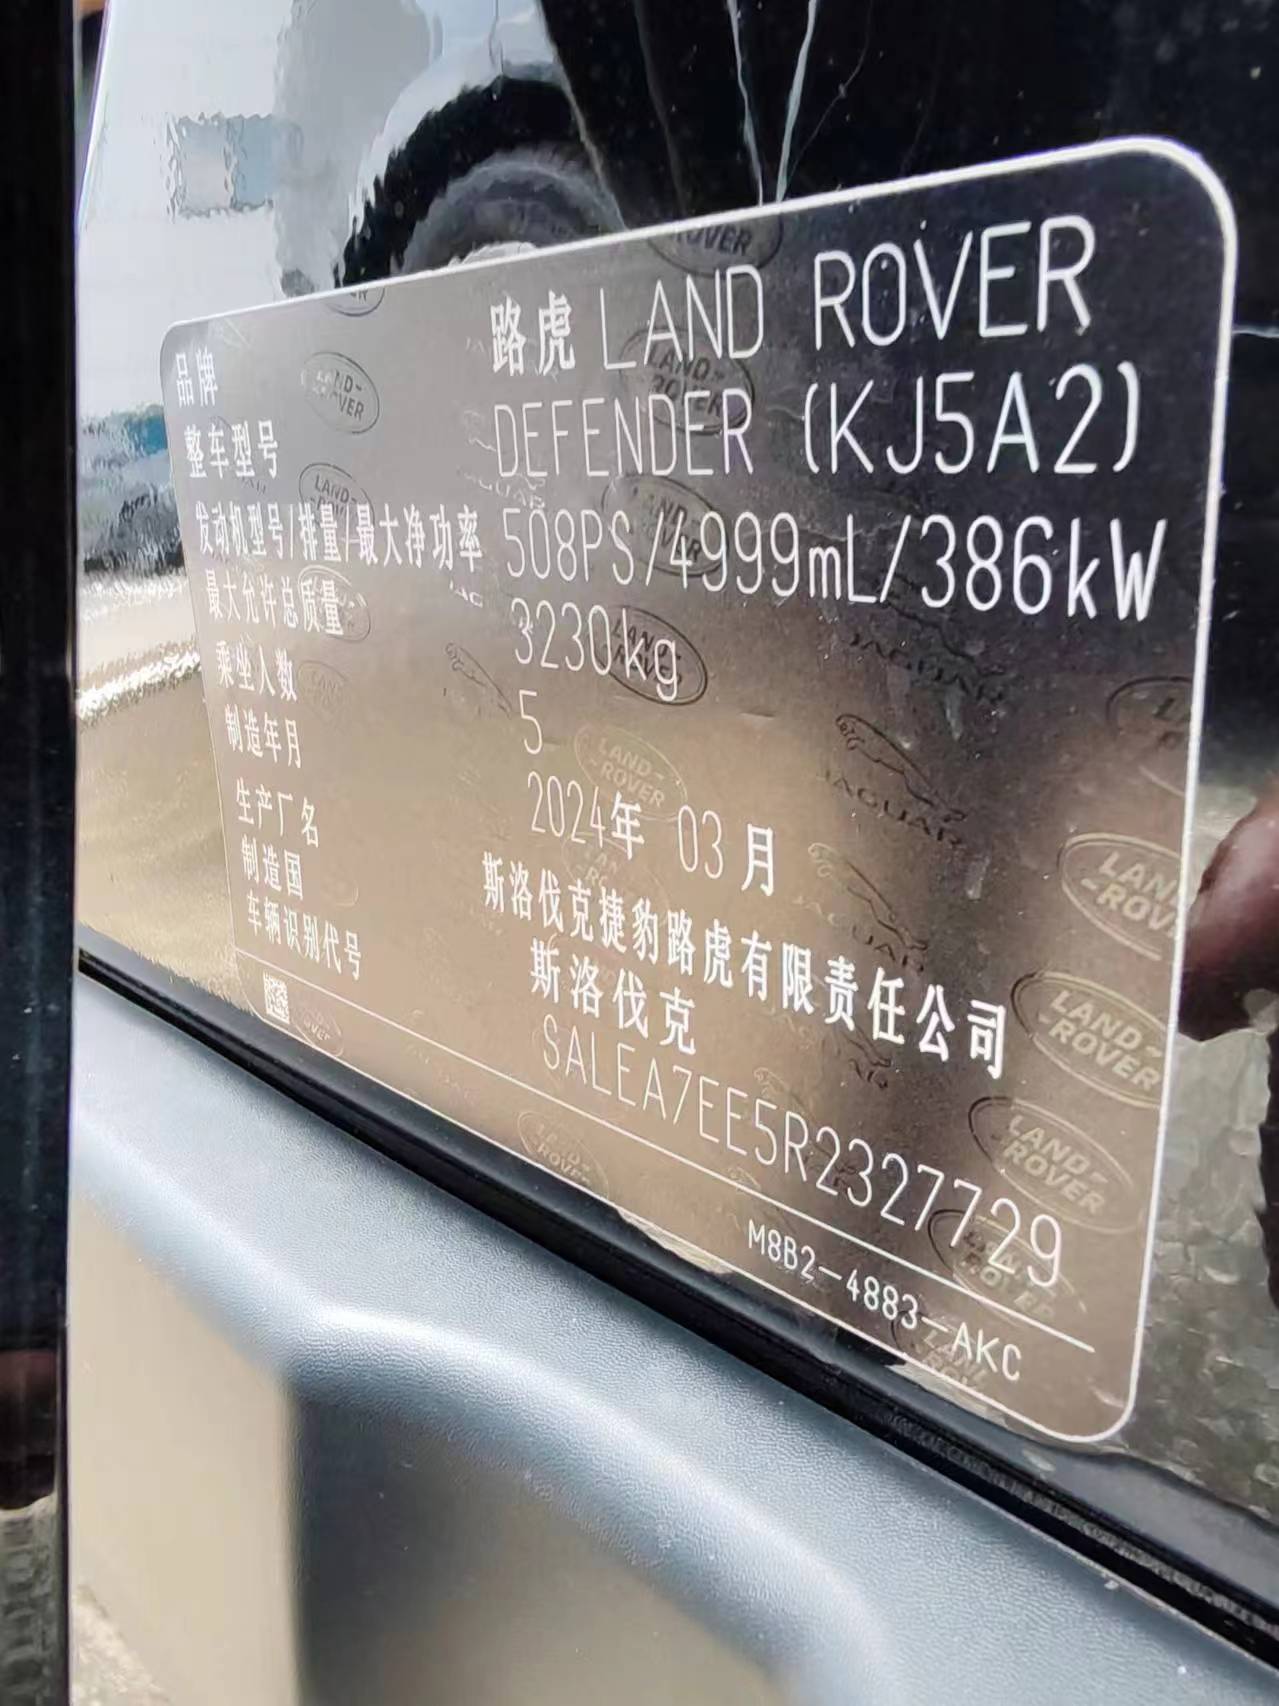 品牌 路虎 LAND ROVER
整车型号 DEFENDER (KJ5A2)
发动机型号/排量/最大净功率 508PS/4999mL/386kW
最大允许总质量 3230kg
乘坐人数 5
制造年月 2024年 03月
生产厂名 斯洛伐克捷豹路虎有限责任公司
制造国 斯洛伐克
车辆识别代号 SALEA7EE5R2327729
M8B2-4883-AKC
LAND-
-ROVER
JAGUAR